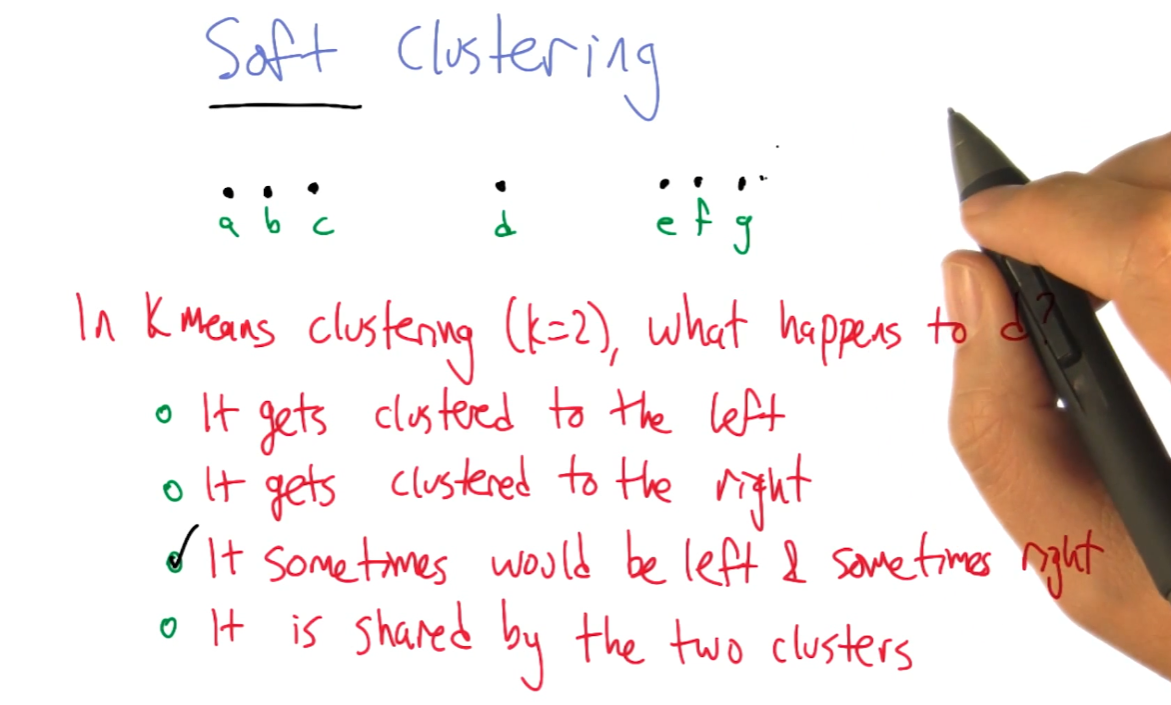 Soft Clustering
a b c d e f g
In K means clustering (k=2), what happens to d?
It gets clustered to the left
It gets clustered to the right
It sometimes would be left & sometimes right
It is shared by the two clusters